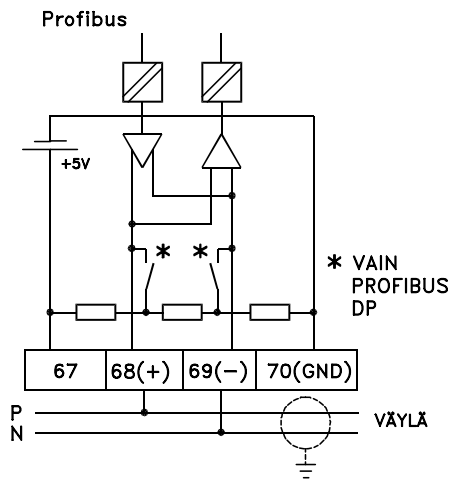 Profibus
+5V
* *
* VAIN
PROFIBUS
DP
67 68(+) 69(-) 70(GND)
P
VÄYLÄ
N